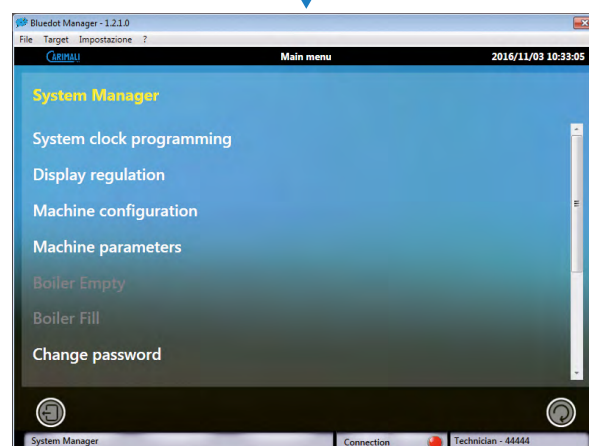 Bluedot Manager - 1.2.1.0
File Target Impostazione ?
CARIMALI Main menu 2016/11/03 10:33:05
System Manager
System clock programming
Display regulation
Machine configuration
Machine parameters
Boiler Empty
Boiler Fill
Change password
System Manager Connection Technician - 44444